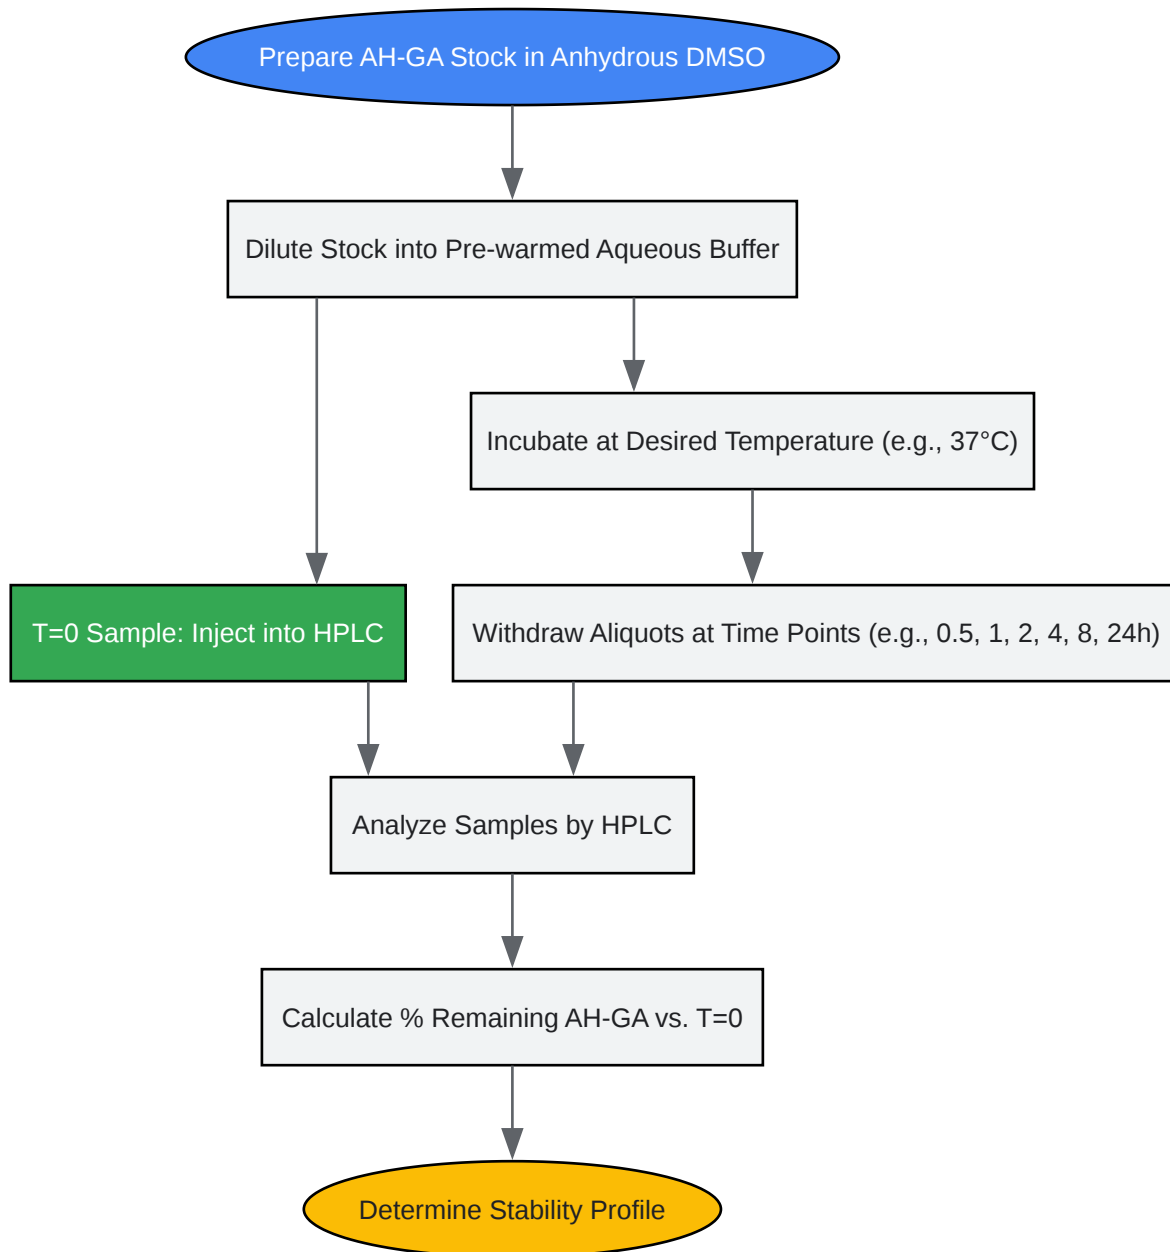 Prepare AH-GA Stock in Anhydrous DMSO
Dilute Stock into Pre-warmed Aqueous Buffer
Incubate at Desired Temperature (e.g., 37°C)
T=0 Sample: Inject into HPLC
Withdraw Aliquots at Time Points (e.g., 0.5, 1, 2, 4, 8, 24h)
Analyze Samples by HPLC
Calculate % Remaining AH-GA vs. T=0
Determine Stability Profile